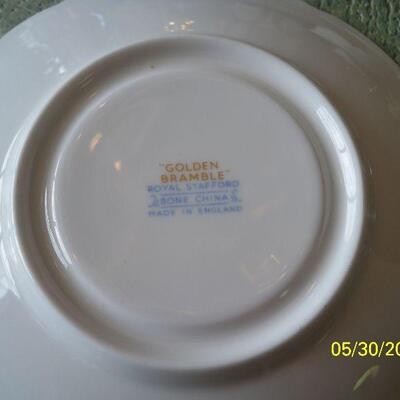 "GOLDEN
BRAMBLE"
ROYAL STAFFORD
BONE CHINA
MADE IN ENGLAND
05/30/20